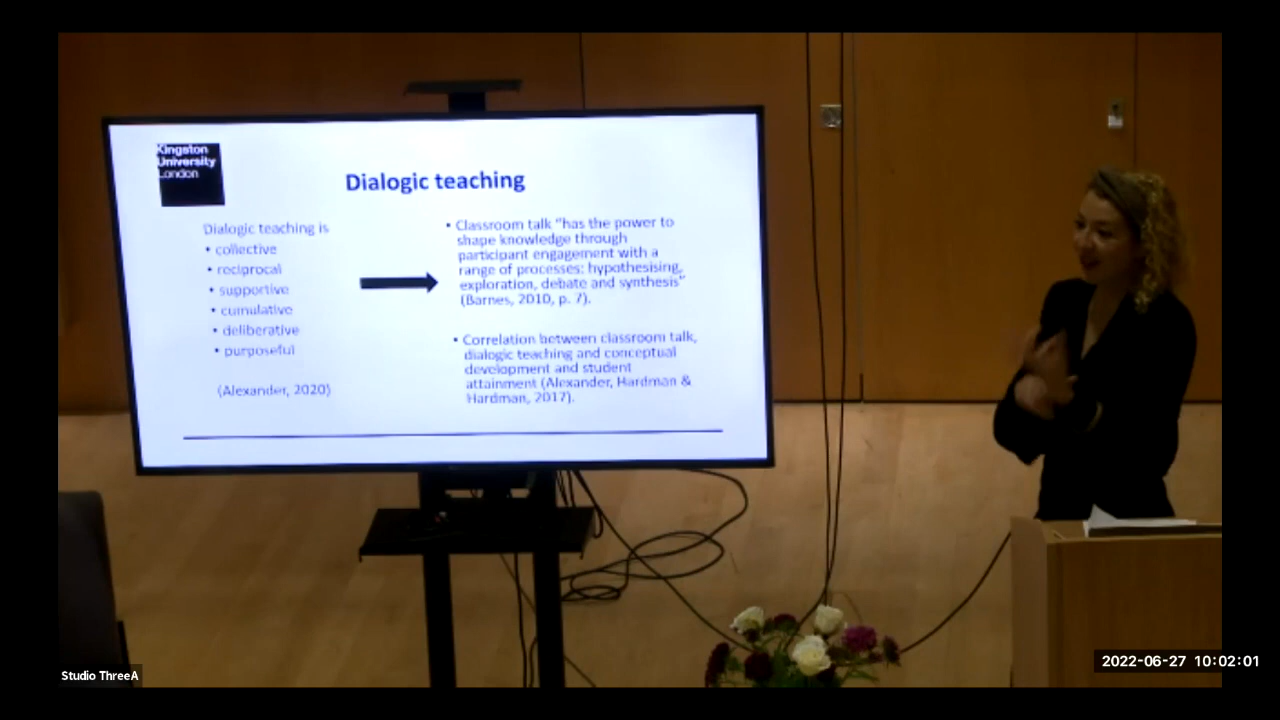 Kingston
University
London
Dialogic teaching
Dialogic teaching is
• collective
• reciprocal
• supportive
• cumulative
• deliberative
• purposeful
(Alexander, 2020)
• Classroom talk “has the power to
shape knowledge through
participant engagement with a
range of processes: hypothesising,
exploration, debate and synthesis”
(Barnes, 2010, p. 7).
• Correlation between classroom talk,
dialogic teaching and conceptual
development and student
attainment (Alexander, Hardman &
Hardman, 2017).
Studio ThreeA
2022-06-27 10:02:01